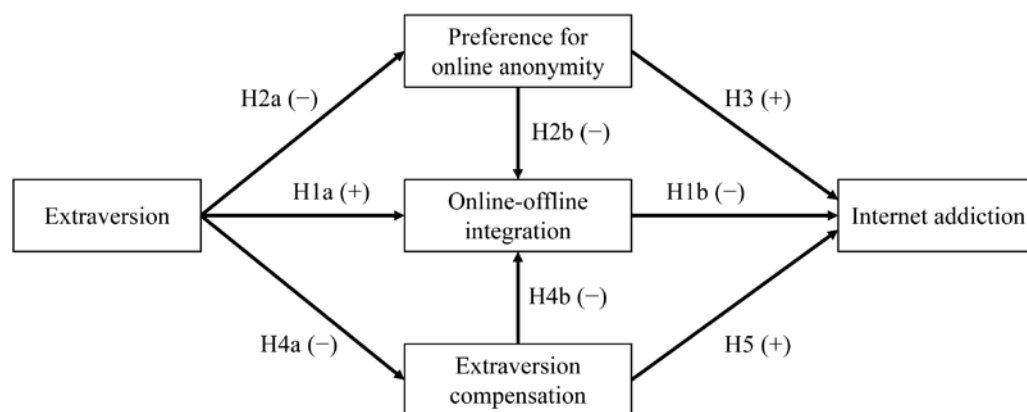 Preference for
online anonymity
H2a (−)
H3 (+)
H2b (−)
Extraversion
H1a (+)
Online-offline
integration
H1b (−)
Internet addiction
H4b (−)
H4a (−)
H5 (+)
Extraversion
compensation